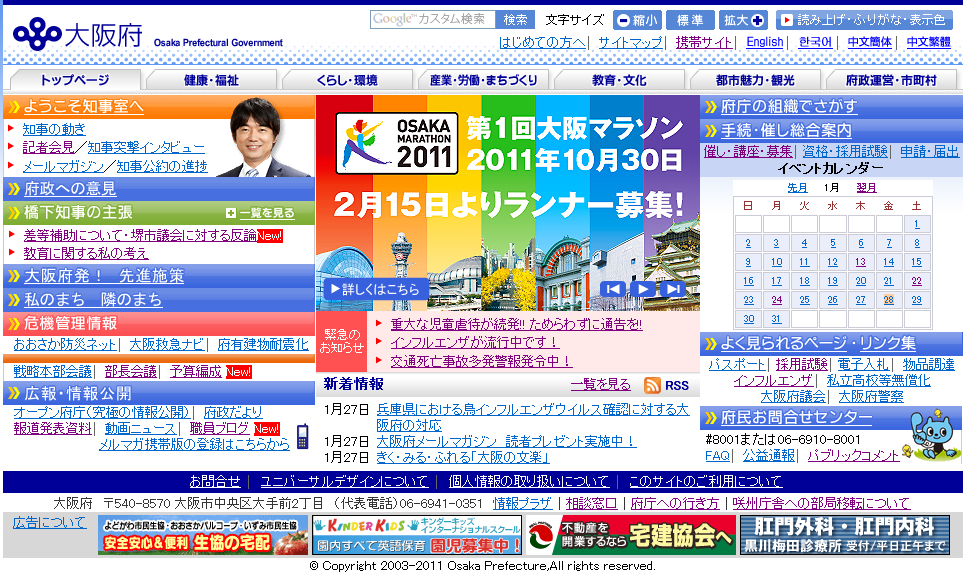 大阪府 Osaka Prefectural Government
Google カスタム検索 検索 文字サイズ 縮小 標準 拡大 読み上げ・ふりがな・表示色
はじめての方へ| サイトマップ| 携帯サイト| English| 한국어| 中文簡体| 中文繁體
トップページ 健康・福祉 くらし・環境 産業・労働・まちづくり 教育・文化 都市魅力・観光 府政運営・市町村
ようこそ知事室へ
知事の動き
記者会見／知事突撃インタビュー
メールマガジン／知事公約の進捗
府政への意見
橋下知事の主張 一覧を見る
差等補助について・堺市議会に対する反論New!
教育に関する私の考え
大阪府発！ 先進施策
私のまち 隣のまち
危機管理情報
おおさか防災ネット| 大阪救急ナビ| 府有建物耐震化
戦略本部会議| 部長会議| 予算編成 New!
広報・情報公開
オープン府庁（究極の情報公開）| 府政だより
報道発表資料| 動画ニュース| 職員ブログ New!
メルマガ携帯版の登録はこちらから
OSAKA MARATHON 2011
第1回大阪マラソン
2011年10月30日
2月15日よりランナー募集!
詳しくはこちら
緊急のお知らせ
重大な児童虐待が続発!! ためらわずに通告を!!
インフルエンザが流行中です！
交通死亡事故多発警報発令中！
新着情報 一覧を見る RSS
1月27日 兵庫県における鳥インフルエンザウイルス確認に対する大
阪府の対応
1月27日 大阪府メールマガジン 読者プレゼント実施中！
1月27日 きく・みる・ふれる「大阪の文楽」
府庁の組織でさがす
手続・催し総合案内
催し・講座・募集| 資格・採用試験| 申請・届出
イベントカレンダー
先月 1月 翌月
日 月 火 水 木 金 土
1
2 3 4 5 6 7 8
9 10 11 12 13 14 15
16 17 18 19 20 21 22
23 24 25 26 27 28 29
30 31
よく見られるページ・リンク集
パスポート| 採用試験| 電子入札| 物品調達
インフルエンザ| 私立高校等無償化
大阪府議会| 大阪府警察
府民お問合せセンター
#8001または06-6910-8001
FAQ| 公益通報| パブリックコメント
お問合せ | ユニバーサルデザインについて | 個人情報の取り扱いについて | このサイトのご利用について
大阪府 〒540-8570 大阪市中央区大手前2丁目 （代表電話）06-6941-0351 情報プラザ | 相談窓口 | 府庁への行き方 | 咲州庁舎への部局移転について
広告について
よどがわ市民生協・おおさかパルコープ・いずみ市民生協
安全安心&便利 生協の宅配
KINDER KIDS キンダーキッズ インターナショナルスクール
園内すべて英語保育 園児募集中！
不動産を開業するなら 宅建協会へ
肛門外科・肛門内科
黒川梅田診療所 受付/平日正午まで
© Copyright 2003-2011 Osaka Prefecture,All rights reserved.